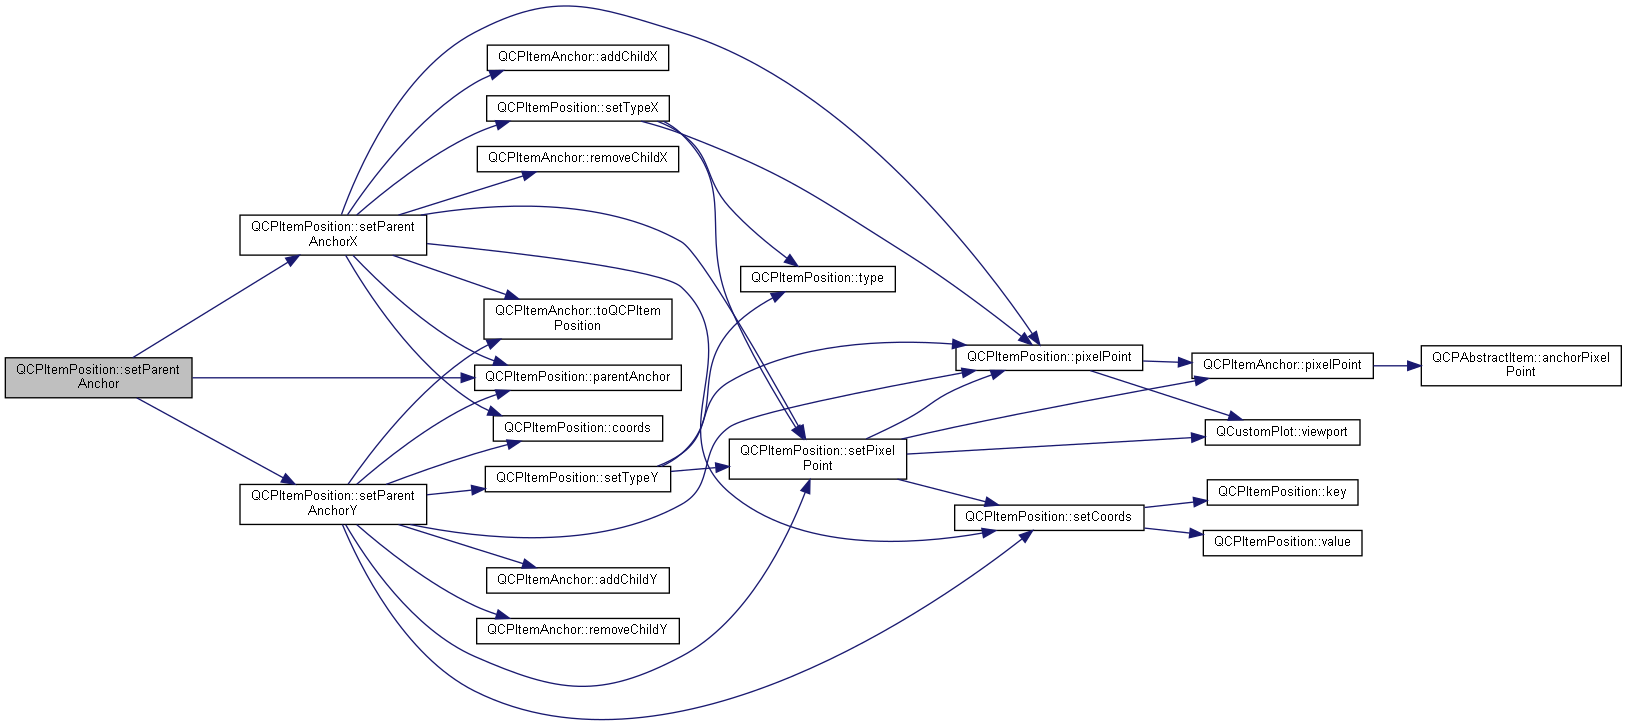 QCPItemPosition::setParent
Anchor
QCPItemPosition::setParent
AnchorX
QCPItemPosition::setParent
AnchorY
QCPItemAnchor::addChildX
QCPItemPosition::setTypeX
QCPItemAnchor::removeChildX
QCPItemAnchor::toQCPItem
Position
QCPItemPosition::parentAnchor
QCPItemPosition::coords
QCPItemPosition::setTypeY
QCPItemAnchor::addChildY
QCPItemAnchor::removeChildY
QCPItemPosition::type
QCPItemPosition::setPixel
Point
QCPItemPosition::pixelPoint
QCPItemPosition::setCoords
QCPItemAnchor::pixelPoint
QCustomPlot::viewport
QCPItemPosition::key
QCPItemPosition::value
QCPAbstractItem::anchorPixel
Point